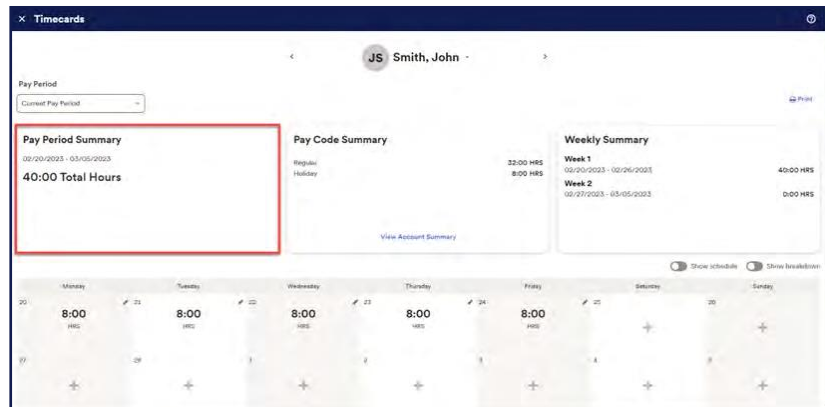 × Timecards
‹ JS Smith, John ›
Pay Period
Current Pay Period
Print
Pay Period Summary
02/20/2023 - 03/05/2023
40:00 Total Hours
Pay Code Summary
Regular 32:00 HRS
Holiday 8:00 HRS
View Account Summary
Weekly Summary
Week 1
02/20/2023 - 02/26/2023 40:00 HRS
Week 2
02/27/2023 - 03/05/2023 0:00 HRS
Show schedule Show breakdown
Monday Tuesday Wednesday Thursday Friday Saturday Sunday
20 21 22 23 24 25 26
8:00 8:00 8:00 8:00 8:00
HRS HRS HRS HRS HRS
27 28 1 2 3 4 5